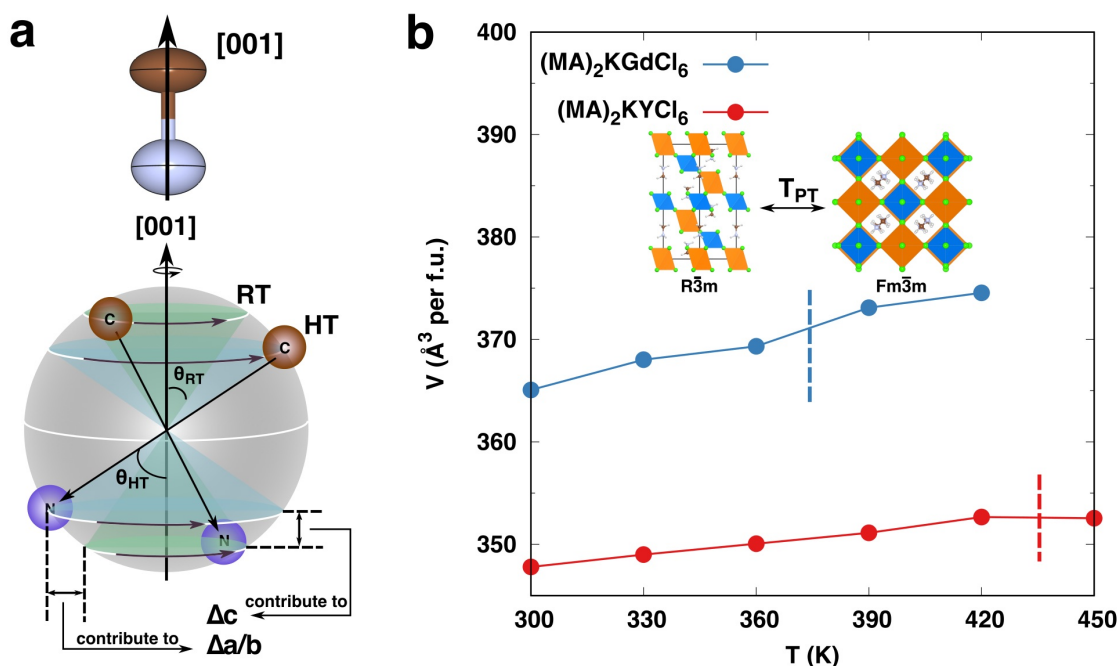 a
[001]
[001]
RT
HT
C
C
θRT
θHT
N
N
Δc
contribute to
contribute to
Δa/b
b
400
390
380
370
360
350
V (Å³ per f.u.)
(MA)₂KGdCl₆
(MA)₂KYCl₆
TPT
R3̄m
Fm3̄m
300
330
360
390
420
450
T (K)